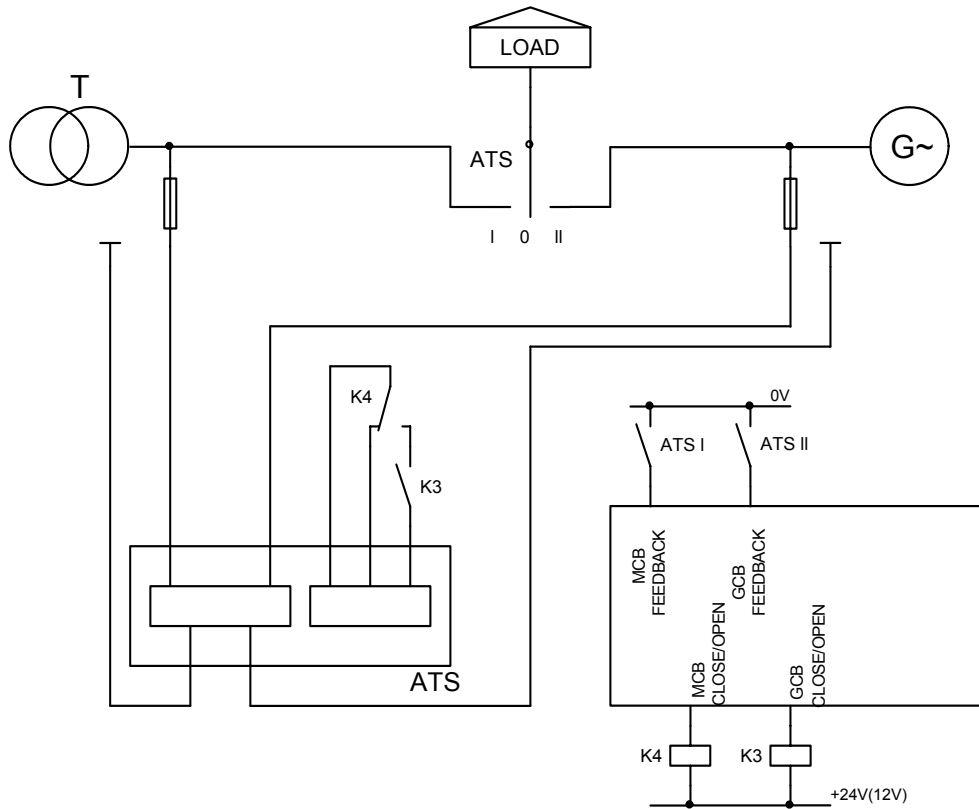 LOAD
T
G~
ATS
I 0 II
K4
K3
0V
ATS I
ATS II
MCB
FEEDBACK
GCB
FEEDBACK
MCB
CLOSE/OPEN
GCB
CLOSE/OPEN
ATS
K4
K3
+24V(12V)